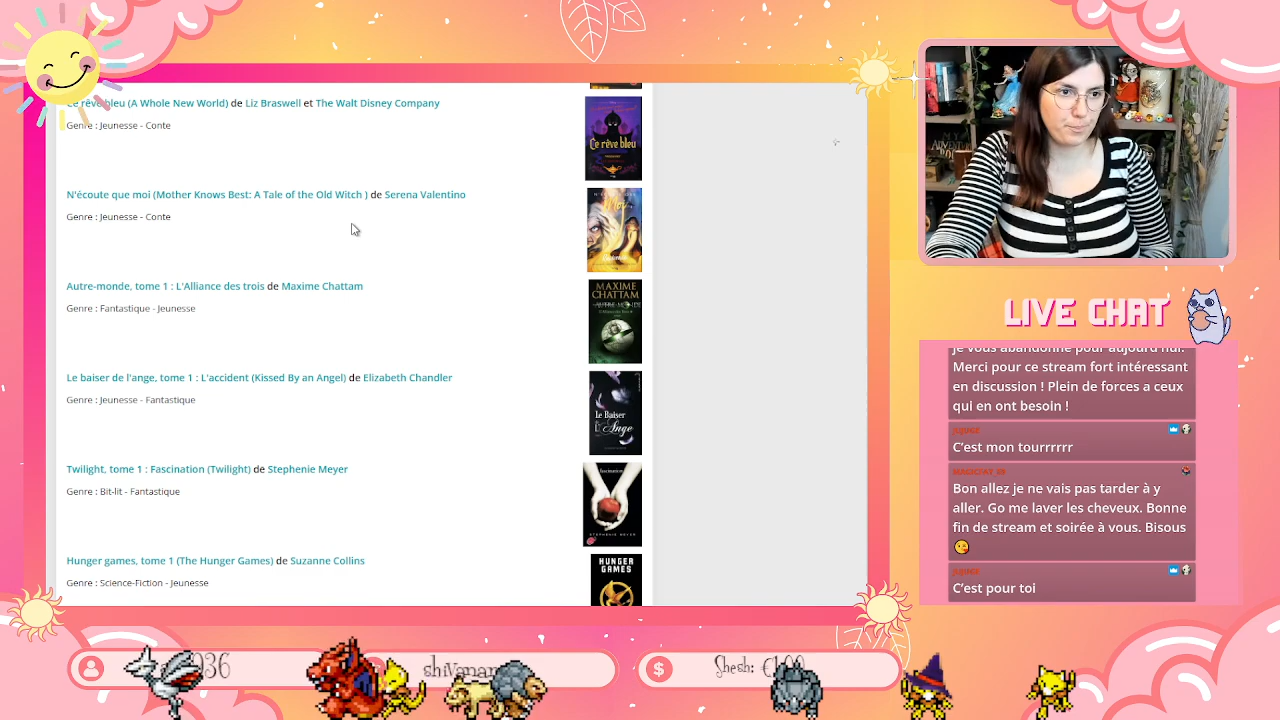 Ce rêve bleu (A Whole New World) de Liz Braswell et The Walt Disney Company
Genre : Jeunesse - Conte
Ce rêve bleu
N'écoute que moi (Mother Knows Best: A Tale of the Old Witch ) de Serena Valentino
Genre : Jeunesse - Conte
Autre-monde, tome 1 : L'Alliance des trois de Maxime Chattam
Genre : Fantastique - Jeunesse
MAXIME
CHATTAM
Le baiser de l'ange, tome 1 : L'accident (Kissed By an Angel) de Elizabeth Chandler
Genre : Jeunesse - Fantastique
Le Baiser
L'Ange
Twilight, tome 1 : Fascination (Twilight) de Stephenie Meyer
Genre : Bit-lit - Fantastique
fascination
STEPHENIE MEYER
Hunger games, tome 1 (The Hunger Games) de Suzanne Collins
Genre : Science-Fiction - Jeunesse
HUNGER
GAMES
LIVE CHAT
je vous abandonne pour aujourd'hui.
Merci pour ce stream fort intéressant
en discussion ! Plein de forces a ceux
qui en ont besoin !
C'est mon tourrrrrr
Bon allez je ne vais pas tarder à y
aller. Go me laver les cheveux. Bonne
fin de stream et soirée à vous. Bisous
C'est pour toi
$ Shesh: €1.00